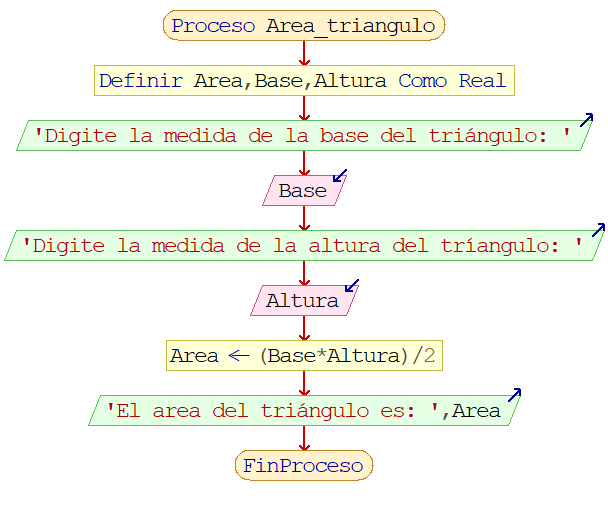 Proceso Area_triangulo
Definir Area,Base,Altura Como Real
'Digite la medida de la base del triángulo: '
Base
'Digite la medida de la altura del tríangulo: '
Altura
Area ← (Base*Altura)/2
'El area del triángulo es: ',Area
FinProceso